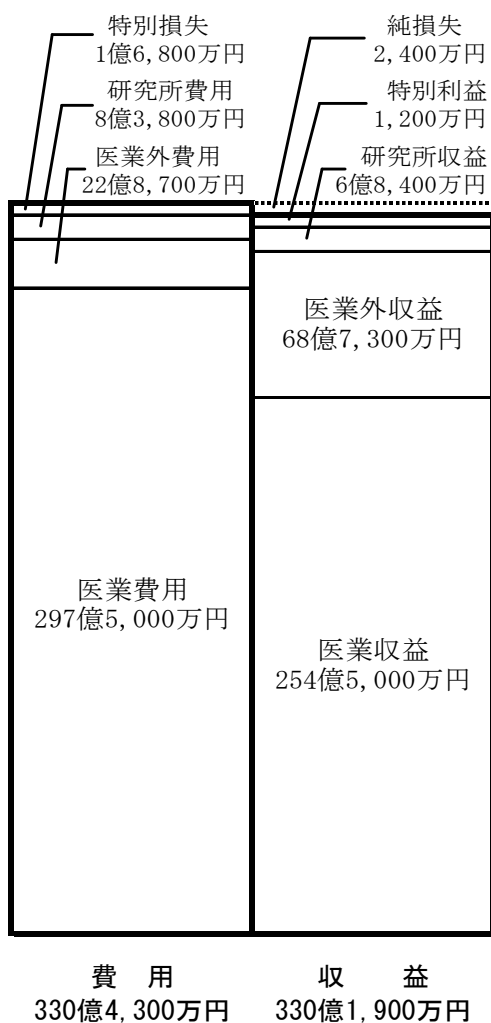 特別損失
1億6,800万円
研究所費用
8億3,800万円
医業外費用
22億8,700万円
医業費用
297億5,000万円
費　用
330億4,300万円
純損失
2,400万円
特別利益
1,200万円
研究所収益
6億8,400万円
医業外収益
68億7,300万円
医業収益
254億5,000万円
収　益
330億1,900万円